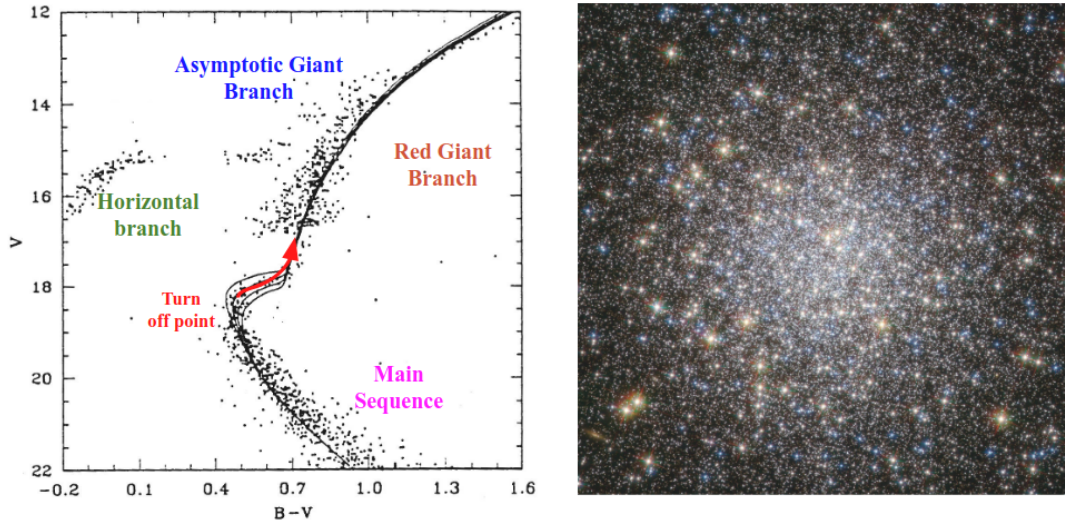 12
14
16
18
20
22
V
Asymptotic Giant
Branch
Red Giant
Branch
Horizontal
branch
Turn
off point
Main
Sequence
-0.2
0.1
0.4
0.7
1.0
1.3
1.6
B-V